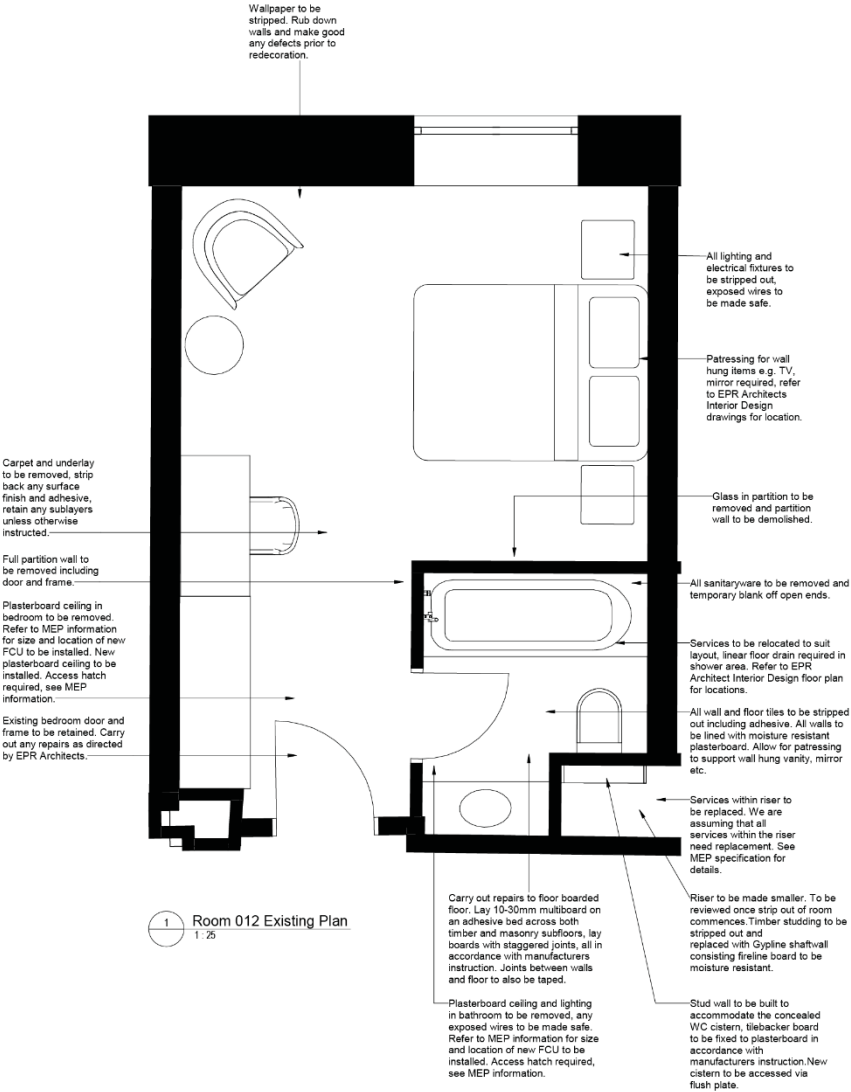 Wallpaper to be
stripped. Rub down
walls and make good
any defects prior to
redecoration.
All lighting and
electrical fixtures to
be stripped out,
exposed wires to
be made safe.
Patressing for wall
hung items e.g. TV,
mirror required, refer
to EPR Architects
Interior Design
drawings for location.
Carpet and underlay
to be removed, strip
back any surface
finish and adhesive,
retain any sublayers
unless otherwise
instructed.
Glass in partition to be
removed and partition
wall to be demolished.
Full partition wall to
be removed including
door and frame.
All sanitaryware to be removed and
temporary blank off open ends.
Plasterboard ceiling in
bedroom to be removed.
Refer to MEP information
for size and location of new
FCU to be installed. New
plasterboard ceiling to be
installed. Access hatch
required, see MEP
information.
Services to be relocated to suit
layout, linear floor drain required in
shower area. Refer to EPR
Architect Interior Design floor plan
for locations.
Existing bedroom door and
frame to be retained. Carry
out any repairs as directed
by EPR Architects.
All wall and floor tiles to be stripped
out including adhesive. All walls to
be lined with moisture resistant
plasterboard. Allow for patressing
to support wall hung vanity, mirror
etc.
Services within riser to
be replaced. We are
assuming that all
services within the riser
need replacement. See
MEP specification for
details.
1
Room 012 Existing Plan
1 : 25
Carry out repairs to floor boarded
floor. Lay 10-30mm multiboard on
an adhesive bed across both
timber and masonry subfloors, lay
boards with staggered joints, all in
accordance with manufacturers
instruction. Joints between walls
and floor to also be taped.
Riser to be made smaller. To be
reviewed once strip out of room
commences.Timber studding to be
stripped out and
replaced with Gypline shaftwall
consisting fireline board to be
moisture resistant.
Plasterboard ceiling and lighting
in bathroom to be removed, any
exposed wires to be made safe.
Refer to MEP information for size
and location of new FCU to be
installed. Access hatch required,
see MEP information.
Stud wall to be built to
accommodate the concealed
WC cistern, tilebacker board
to be fixed to plasterboard in
accordance with
manufacturers instruction.New
cistern to be accessed via
flush plate.